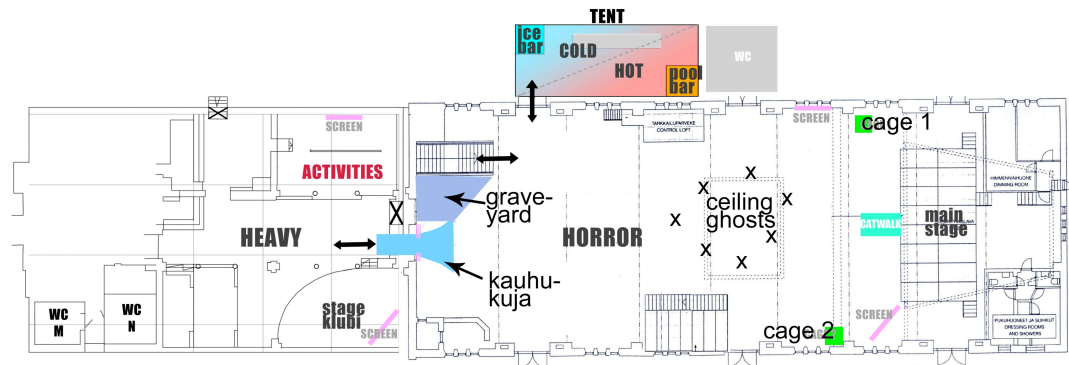 TENT
ice
bar
COLD
HOT
pool
bar
WC
SCREEN
ACTIVITIES
TARKKAILUPARVEKE
CONTROL LOFT
SCREEN
cage 1
HIMMENNINHUONE
DIMMING ROOM
grave-
yard
x
x
x
x
x
x
x
ceiling
ghosts
CATWALK
main
stage
HEAVY
HORROR
kauhu-
kuja
WC
M
WC
N
stage
klubi
SCREEN
cage 2
SCREEN
PUKUHUONEET JA SUIHKUT
DRESSING ROOMS
AND SHOWERS